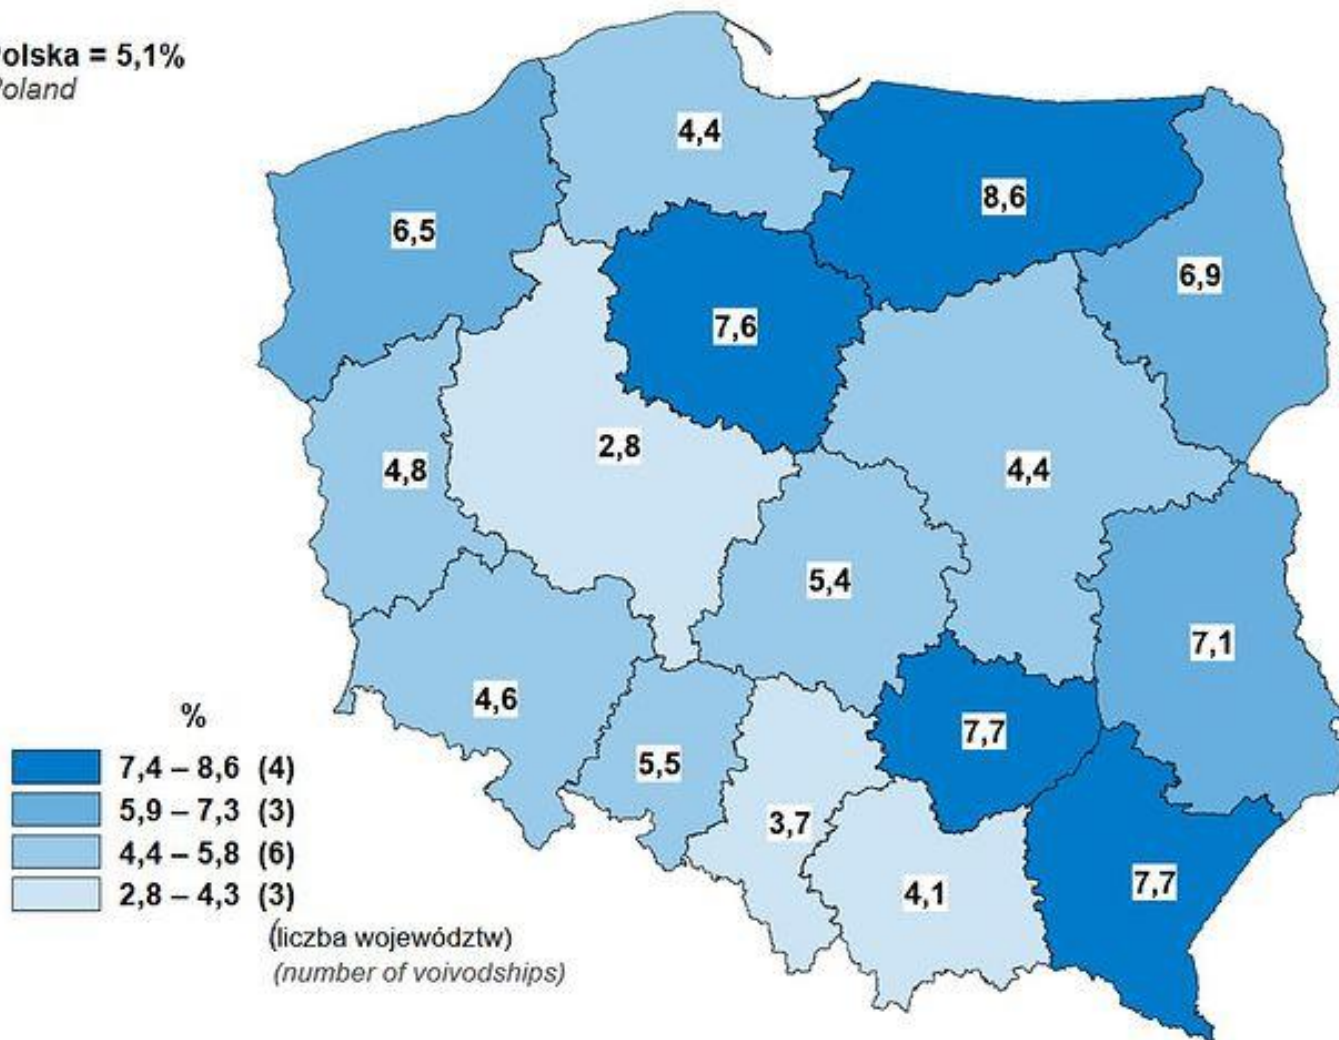 olska = 5,1%
oland
4,4
8,6
6,5
6,9
7,6
2,8
4,8
4,4
5,4
7,1
4,6
7,7
5,5
3,7
7,7
4,1
%
7,4 – 8,6 (4)
5,9 – 7,3 (3)
4,4 – 5,8 (6)
2,8 – 4,3 (3)
(liczba województw)
(number of voivodships)